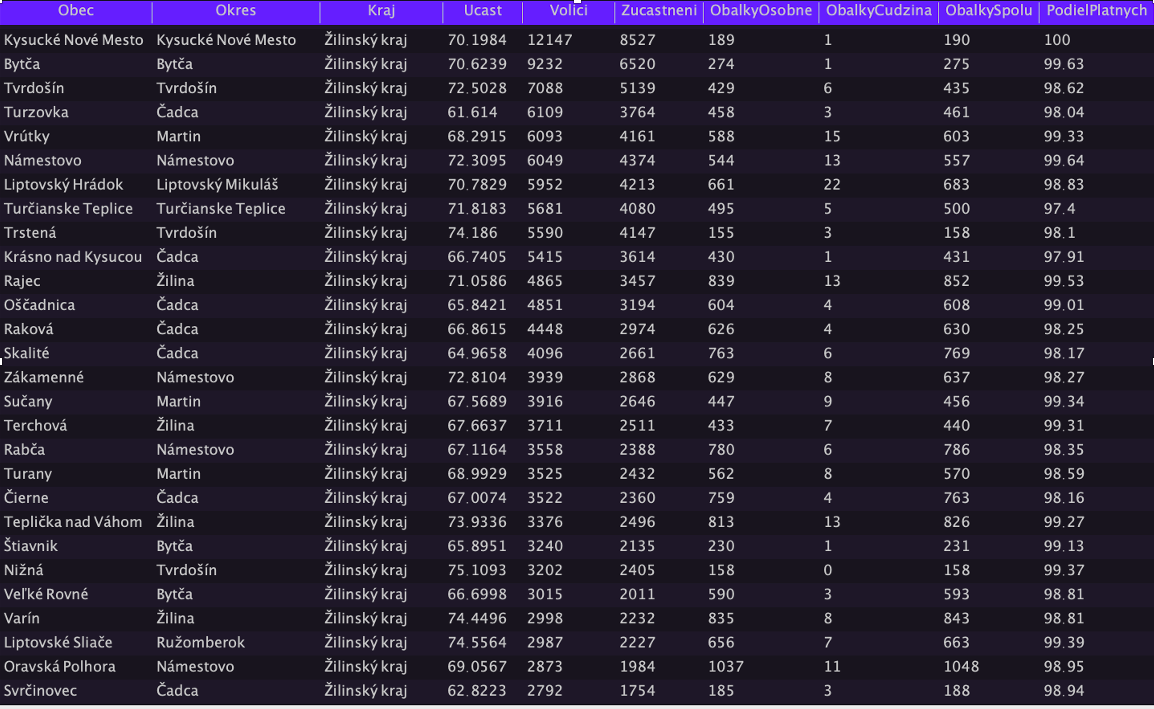 Obec Okres Kraj Ucast Volici Zucastneni ObalkyOsobne ObalkyCudzina ObalkySpolu PodielPlatnych
Kysucké Nové Mesto Kysucké Nové Mesto Žilinský kraj 70.1984 12147 8527 189 1 190 100
Bytča Bytča Žilinský kraj 70.6239 9232 6520 274 1 275 99.63
Tvrdošín Tvrdošín Žilinský kraj 72.5028 7088 5139 429 6 435 98.62
Turzovka Čadca Žilinský kraj 61.614 6109 3764 458 3 461 98.04
Vrútky Martin Žilinský kraj 68.2915 6093 4161 588 15 603 99.33
Námestovo Námestovo Žilinský kraj 72.3095 6049 4374 544 13 557 99.64
Liptovský Hrádok Liptovský Mikuláš Žilinský kraj 70.7829 5952 4213 661 22 683 98.83
Turčianske Teplice Turčianske Teplice Žilinský kraj 71.8183 5681 4080 495 5 500 97.4
Trstená Tvrdošín Žilinský kraj 74.186 5590 4147 155 3 158 98.1
Krásno nad Kysucou Čadca Žilinský kraj 66.7405 5415 3614 430 1 431 97.91
Rajec Žilina Žilinský kraj 71.0586 4865 3457 839 13 852 99.53
Oščadnica Čadca Žilinský kraj 65.8421 4851 3194 604 4 608 99.01
Raková Čadca Žilinský kraj 66.8615 4448 2974 626 4 630 98.25
Skalité Čadca Žilinský kraj 64.9658 4096 2661 763 6 769 98.17
Zákamenné Námestovo Žilinský kraj 72.8104 3939 2868 629 8 637 98.27
Sučany Martin Žilinský kraj 67.5689 3916 2646 447 9 456 99.34
Terchová Žilina Žilinský kraj 67.6637 3711 2511 433 7 440 99.31
Rabča Námestovo Žilinský kraj 67.1164 3558 2388 780 6 786 98.35
Turany Martin Žilinský kraj 68.9929 3525 2432 562 8 570 98.59
Čierne Čadca Žilinský kraj 67.0074 3522 2360 759 4 763 98.16
Teplička nad Váhom Žilina Žilinský kraj 73.9336 3376 2496 813 13 826 99.27
Štiavnik Bytča Žilinský kraj 65.8951 3240 2135 230 1 231 99.13
Nižná Tvrdošín Žilinský kraj 75.1093 3202 2405 158 0 158 99.37
Veľké Rovné Bytča Žilinský kraj 66.6998 3015 2011 590 3 593 98.81
Varín Žilina Žilinský kraj 74.4496 2998 2232 835 8 843 98.81
Liptovské Sliače Ružomberok Žilinský kraj 74.5564 2987 2227 656 7 663 99.39
Oravská Polhora Námestovo Žilinský kraj 69.0567 2873 1984 1037 11 1048 98.95
Svrčinovec Čadca Žilinský kraj 62.8223 2792 1754 185 3 188 98.94